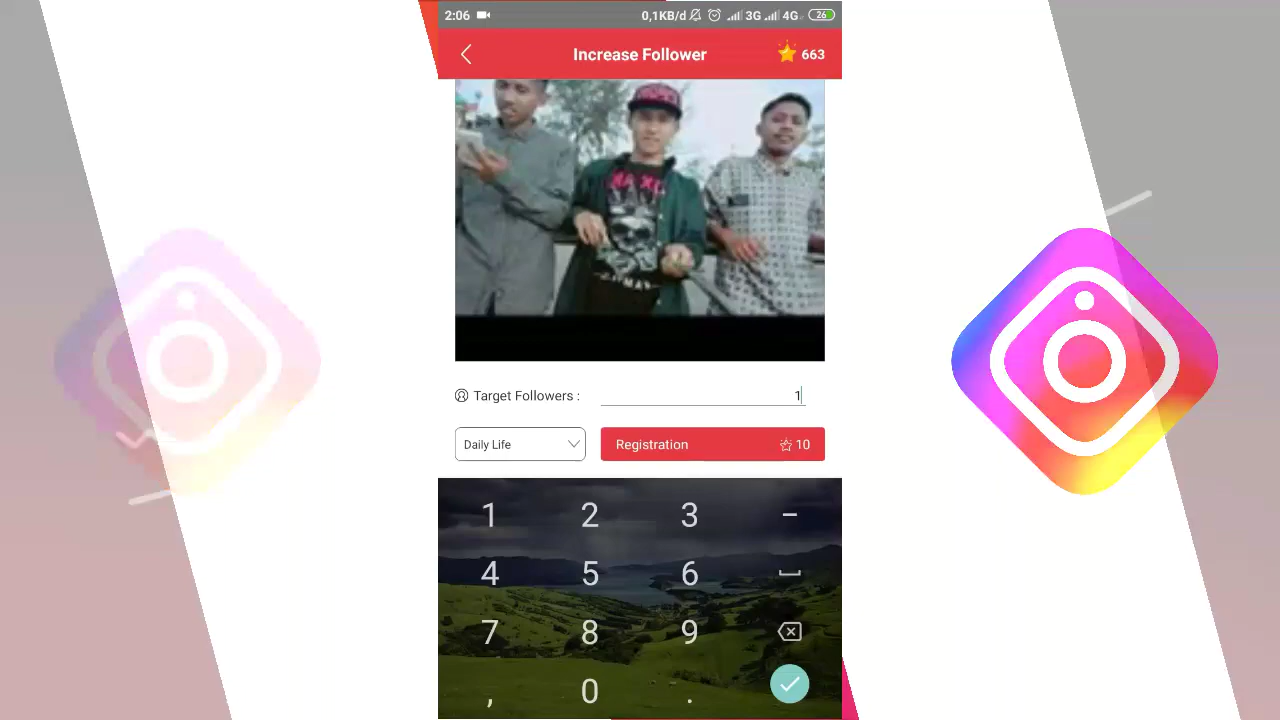 2:06 0,1KB/d 3G 4G 26
Increase Follower 663
Target Followers : 1
Daily Life Registration 10
1 2 3 −
4 5 6
7 8 9
, 0 .